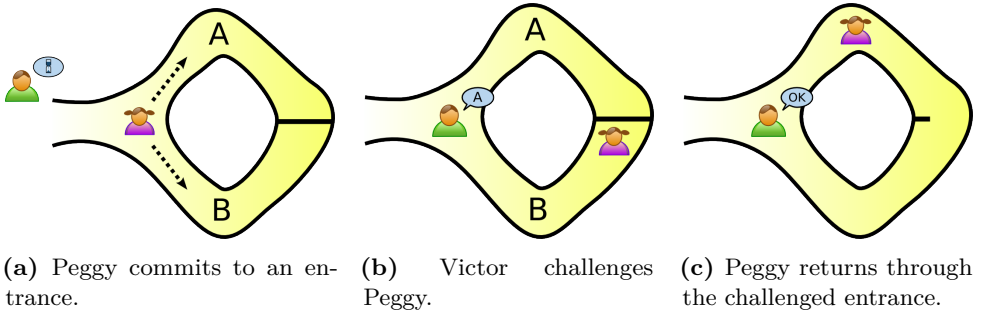 A
B
A
A
B
OK
(a) Peggy commits to an en-
trance.
(b) Victor challenges
Peggy.
(c) Peggy returns through
the challenged entrance.